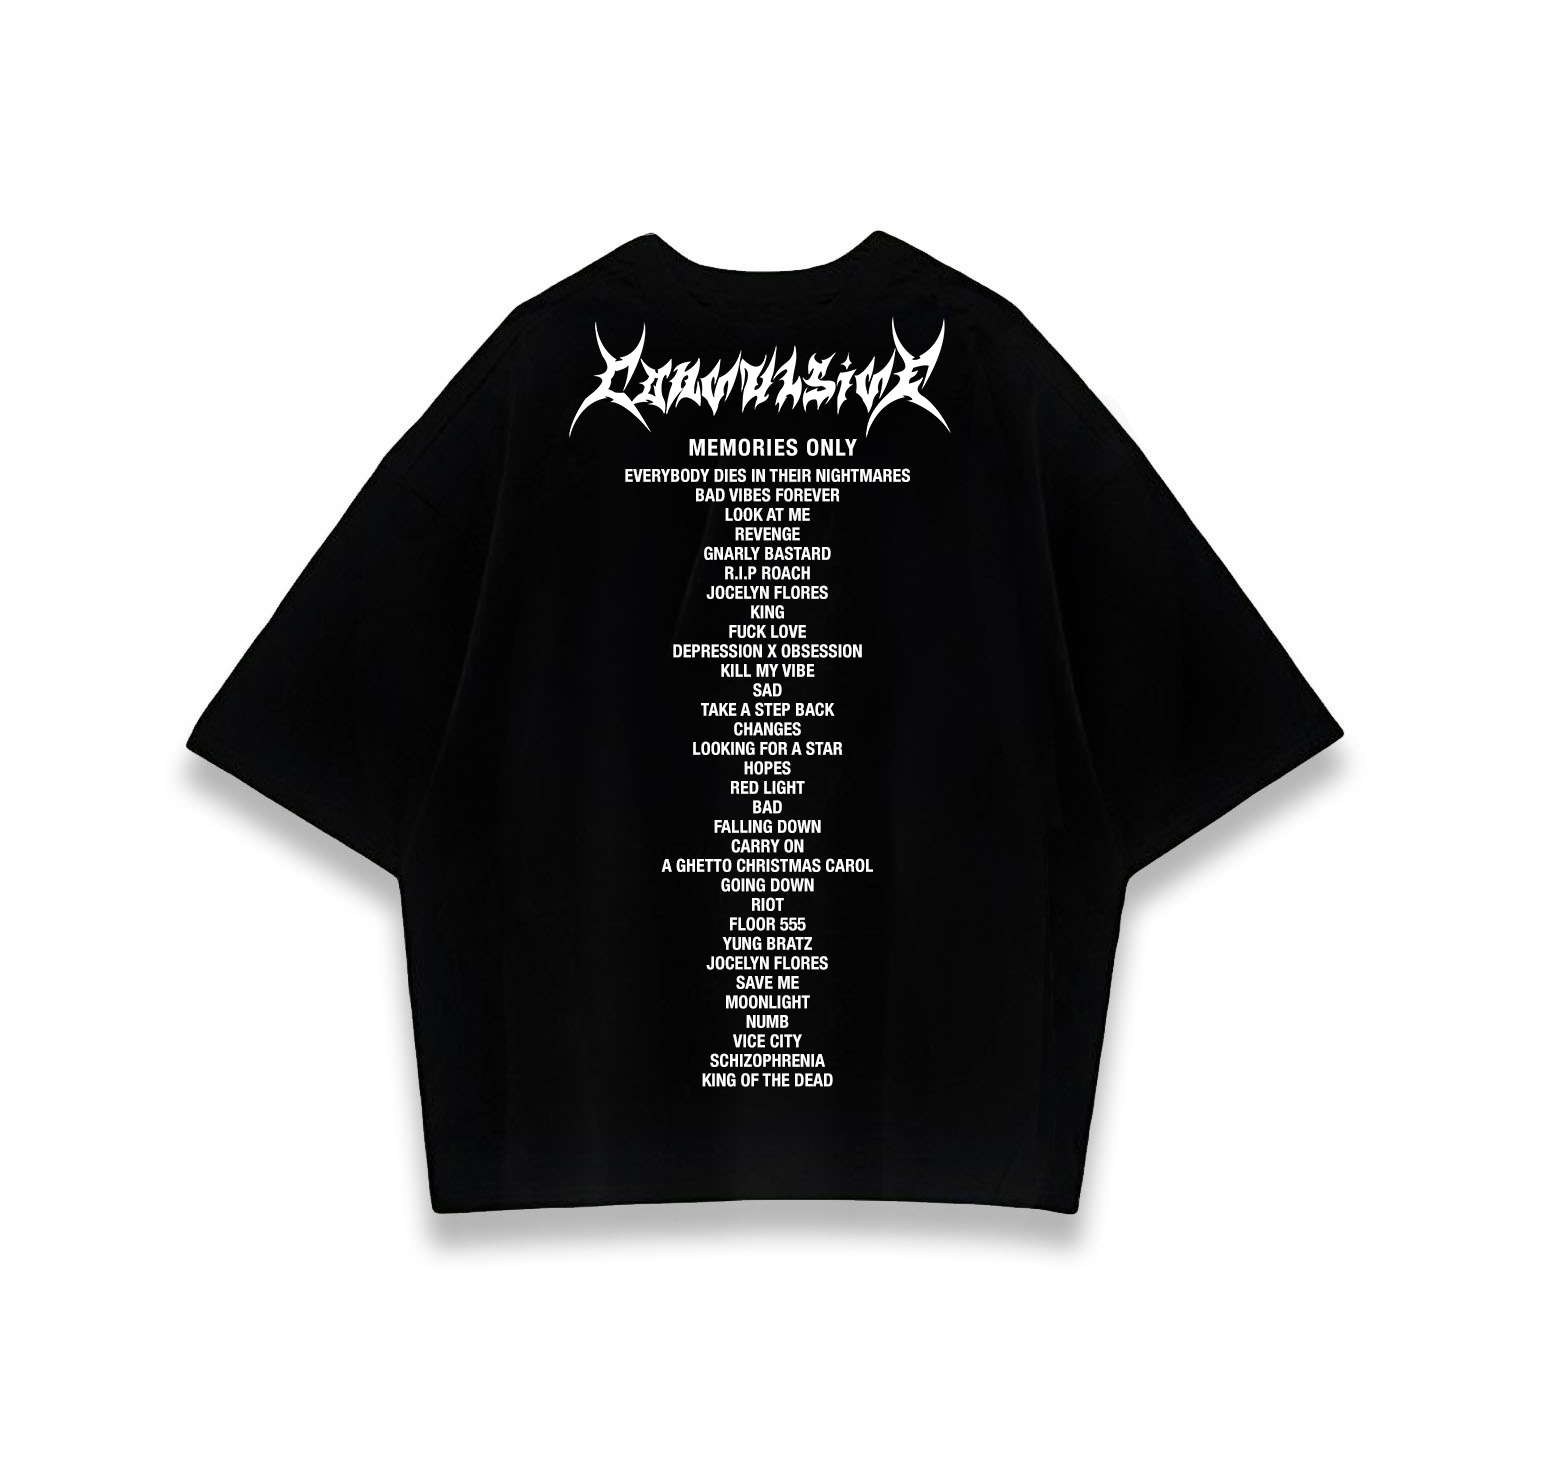 Convulsive
MEMORIES ONLY
EVERYBODY DIES IN THEIR NIGHTMARES
BAD VIBES FOREVER
LOOK AT ME
REVENGE
GNARLY BASTARD
R.I.P ROACH
JOCELYN FLORES
KING
FUCK LOVE
DEPRESSION X OBSESSION
KILL MY VIBE
SAD
TAKE A STEP BACK
CHANGES
LOOKING FOR A STAR
HOPES
RED LIGHT
BAD
FALLING DOWN
CARRY ON
A GHETTO CHRISTMAS CAROL
GOING DOWN
RIOT
FLOOR 555
YUNG BRATZ
JOCELYN FLORES
SAVE ME
MOONLIGHT
NUMB
VICE CITY
SCHIZOPHRENIA
KING OF THE DEAD